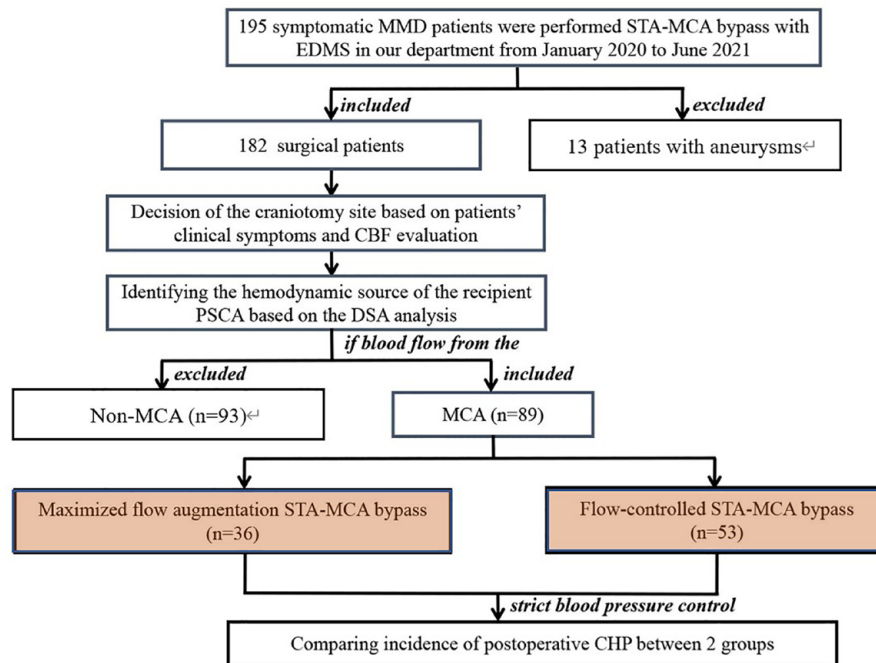 195 symptomatic MMD patients were performed STA-MCA bypass with
EDMS in our department from January 2020 to June 2021
included
excluded
182 surgical patients
13 patients with aneurysms↵
Decision of the craniotomy site based on patients’
clinical symptoms and CBF evaluation
Identifying the hemodynamic source of the recipient
PSCA based on the DSA analysis
if blood flow from the
excluded
included
Non-MCA (n=93)↵
MCA (n=89)
Maximized flow augmentation STA-MCA bypass
(n=36)
Flow-controlled STA-MCA bypass
(n=53)
strict blood pressure control
Comparing incidence of postoperative CHP between 2 groups